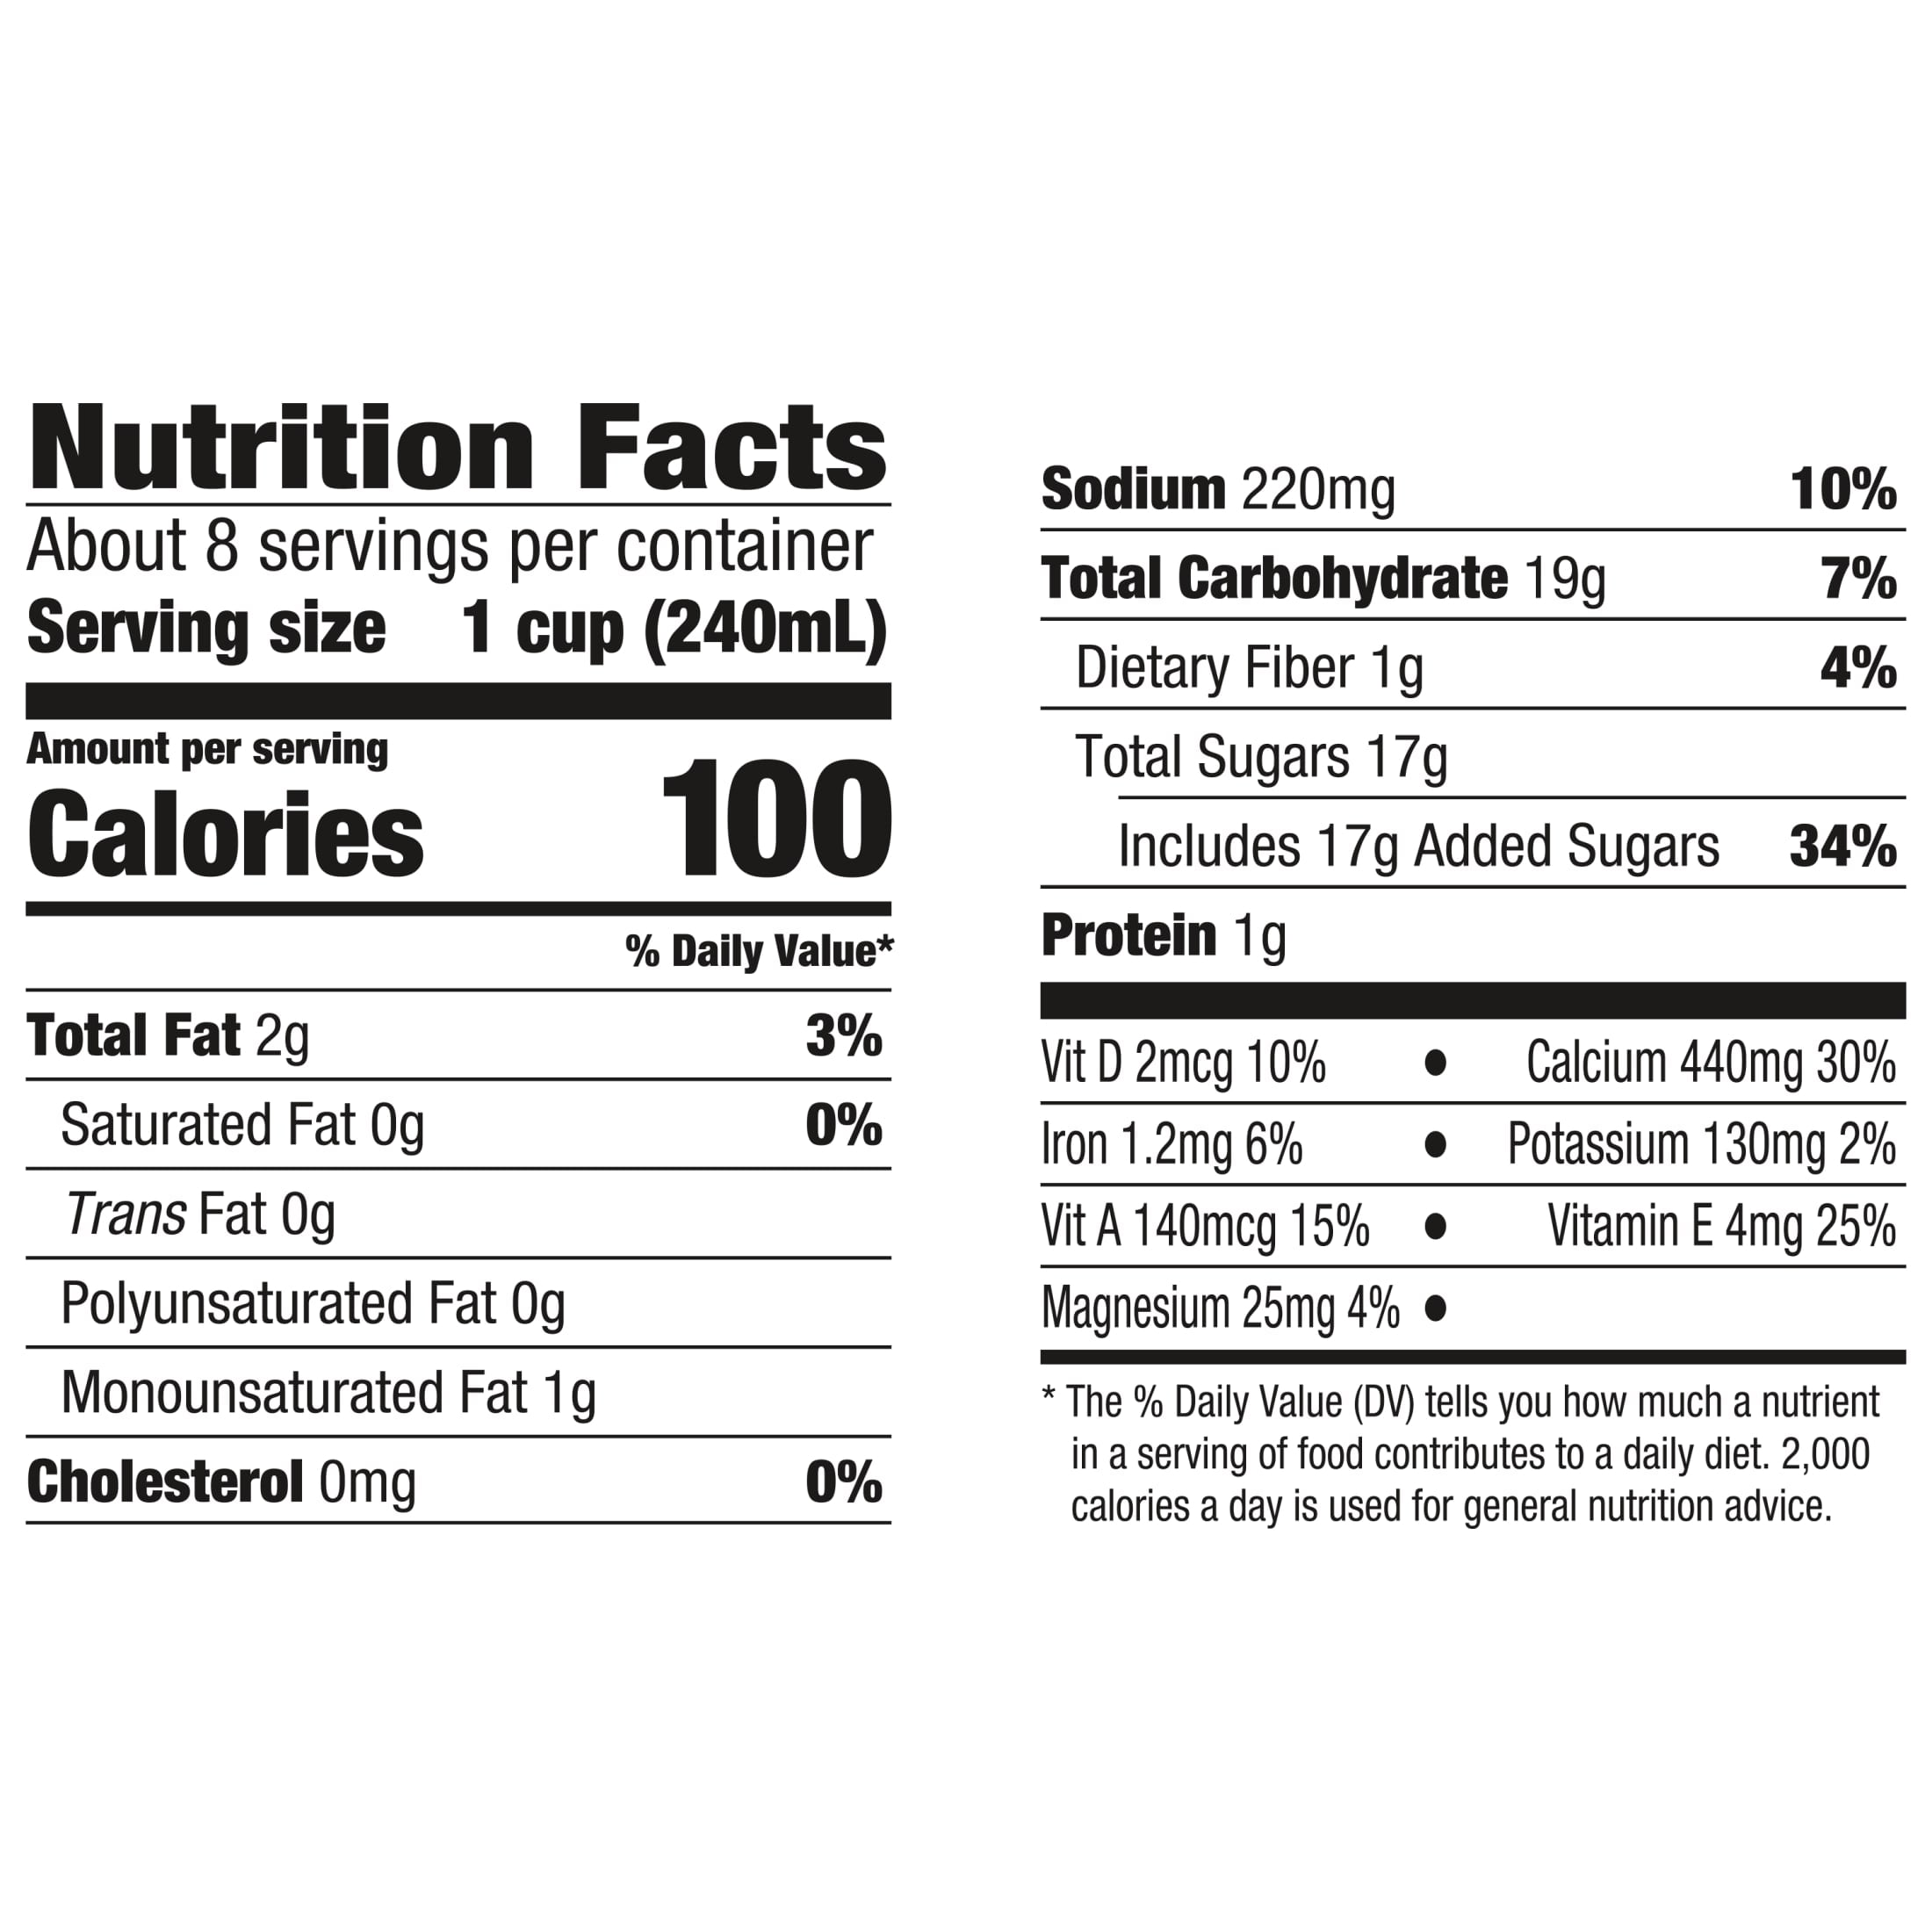 Nutrition Facts
About 8 servings per container
Serving size 1 cup (240mL)
Amount per serving
Calories 100
% Daily Value*
Total Fat 2g 3%
Saturated Fat 0g 0%
Trans Fat 0g
Polyunsaturated Fat 0g
Monounsaturated Fat 1g
Cholesterol 0mg 0%
Sodium 220mg 10%
Total Carbohydrate 19g 7%
Dietary Fiber 1g 4%
Total Sugars 17g
Includes 17g Added Sugars 34%
Protein 1g
Vit D 2mcg 10% • Calcium 440mg 30%
Iron 1.2mg 6% • Potassium 130mg 2%
Vit A 140mcg 15% • Vitamin E 4mg 25%
Magnesium 25mg 4% •
* The % Daily Value (DV) tells you how much a nutrient
in a serving of food contributes to a daily diet. 2,000
calories a day is used for general nutrition advice.